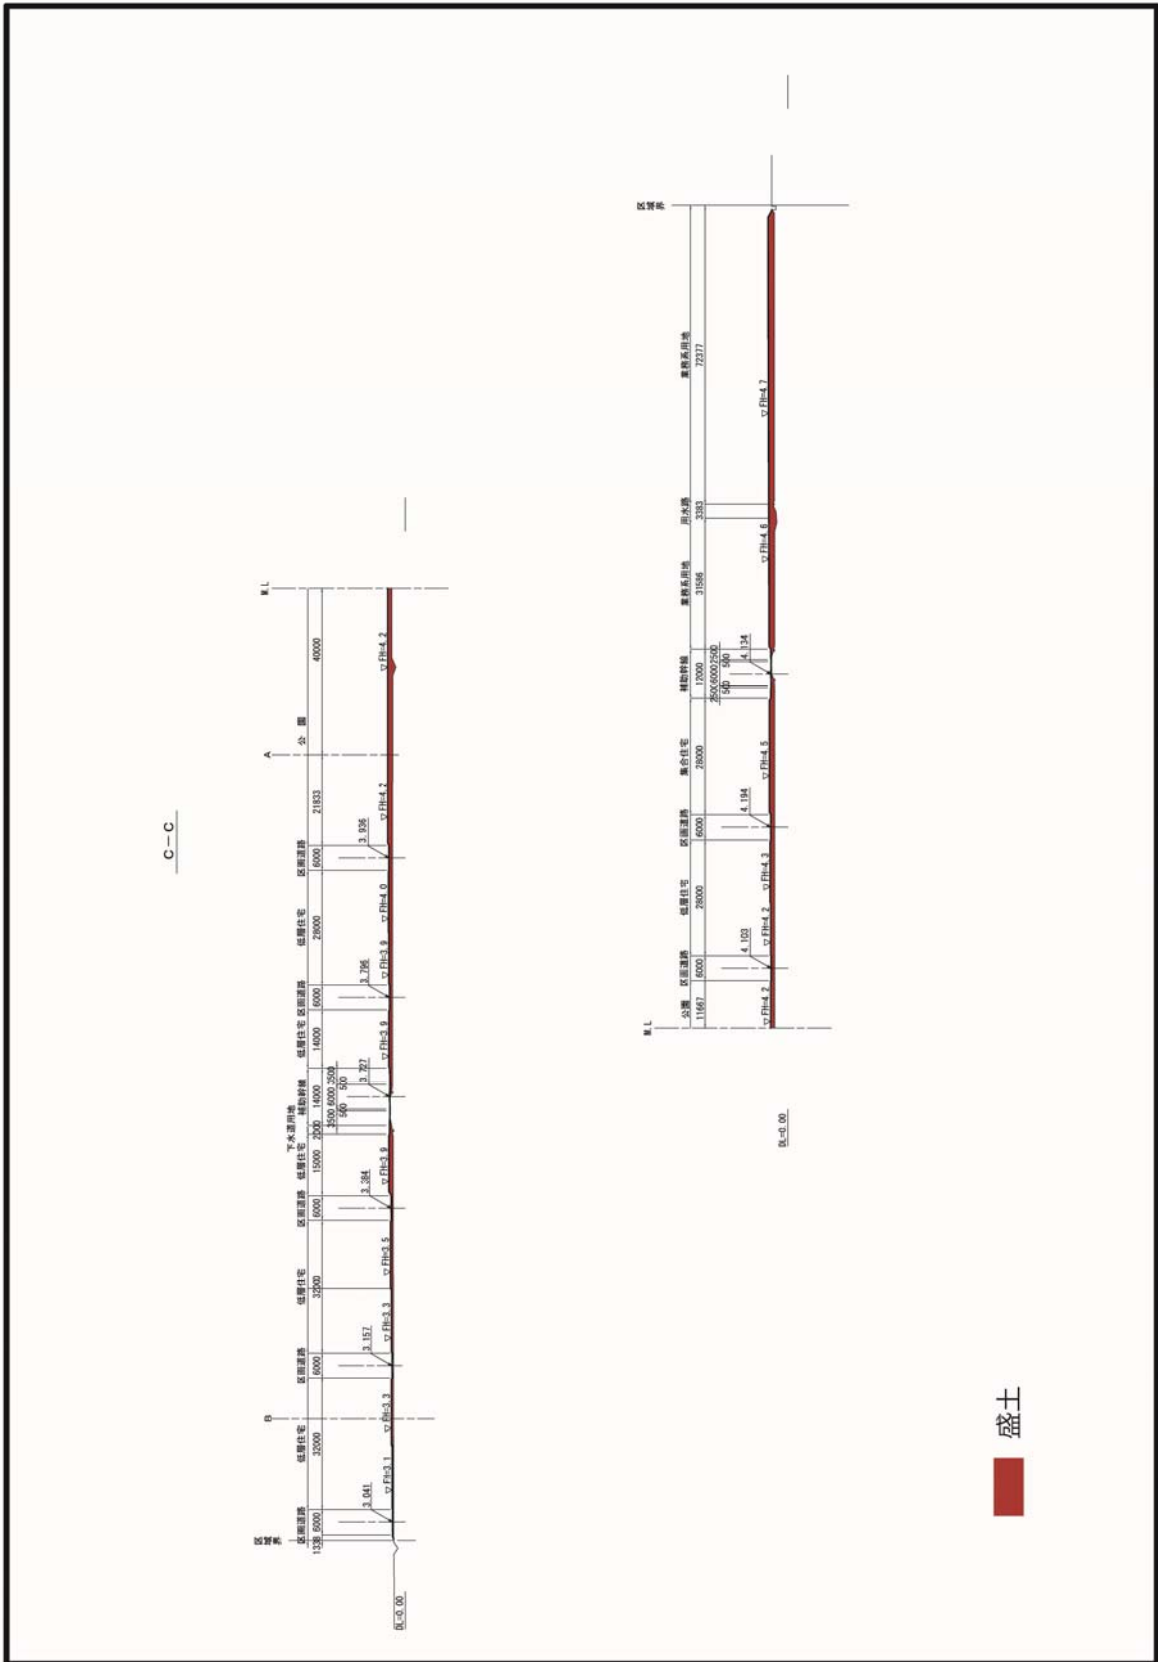 C－C
区域界
区画道路
低層住宅
区画道路
低層住宅
区画道路
低層住宅
下水道用地
補助幹線
低層住宅
区画道路
低層住宅
区画道路
公園
B
A
M.L
1338
6000
32000
6000
32000
6000
15000
2000
14000
14000
6000
28000
6000
21833
40000
3500
6000
3500
500
500
3.041
3.157
3.384
3.727
3.796
3.936
▽FH=3.1
▽FH=3.3
▽FH=3.3
▽FH=3.5
▽FH=3.9
▽FH=3.9
▽FH=3.9
▽FH=4.0
▽FH=4.2
▽FH=4.2
DL=0.00
M.L
公園
区画道路
低層住宅
区画道路
集合住宅
補助幹線
業務系用地
用水路
業務系用地
区域界
11667
6000
28000
6000
28000
12000
31586
3383
72377
2500
6000
2500
500
500
4.103
4.194
4.134
▽FH=4.2
▽FH=4.2
▽FH=4.3
▽FH=4.5
▽FH=4.6
▽FH=4.7
DL=0.00
盛土